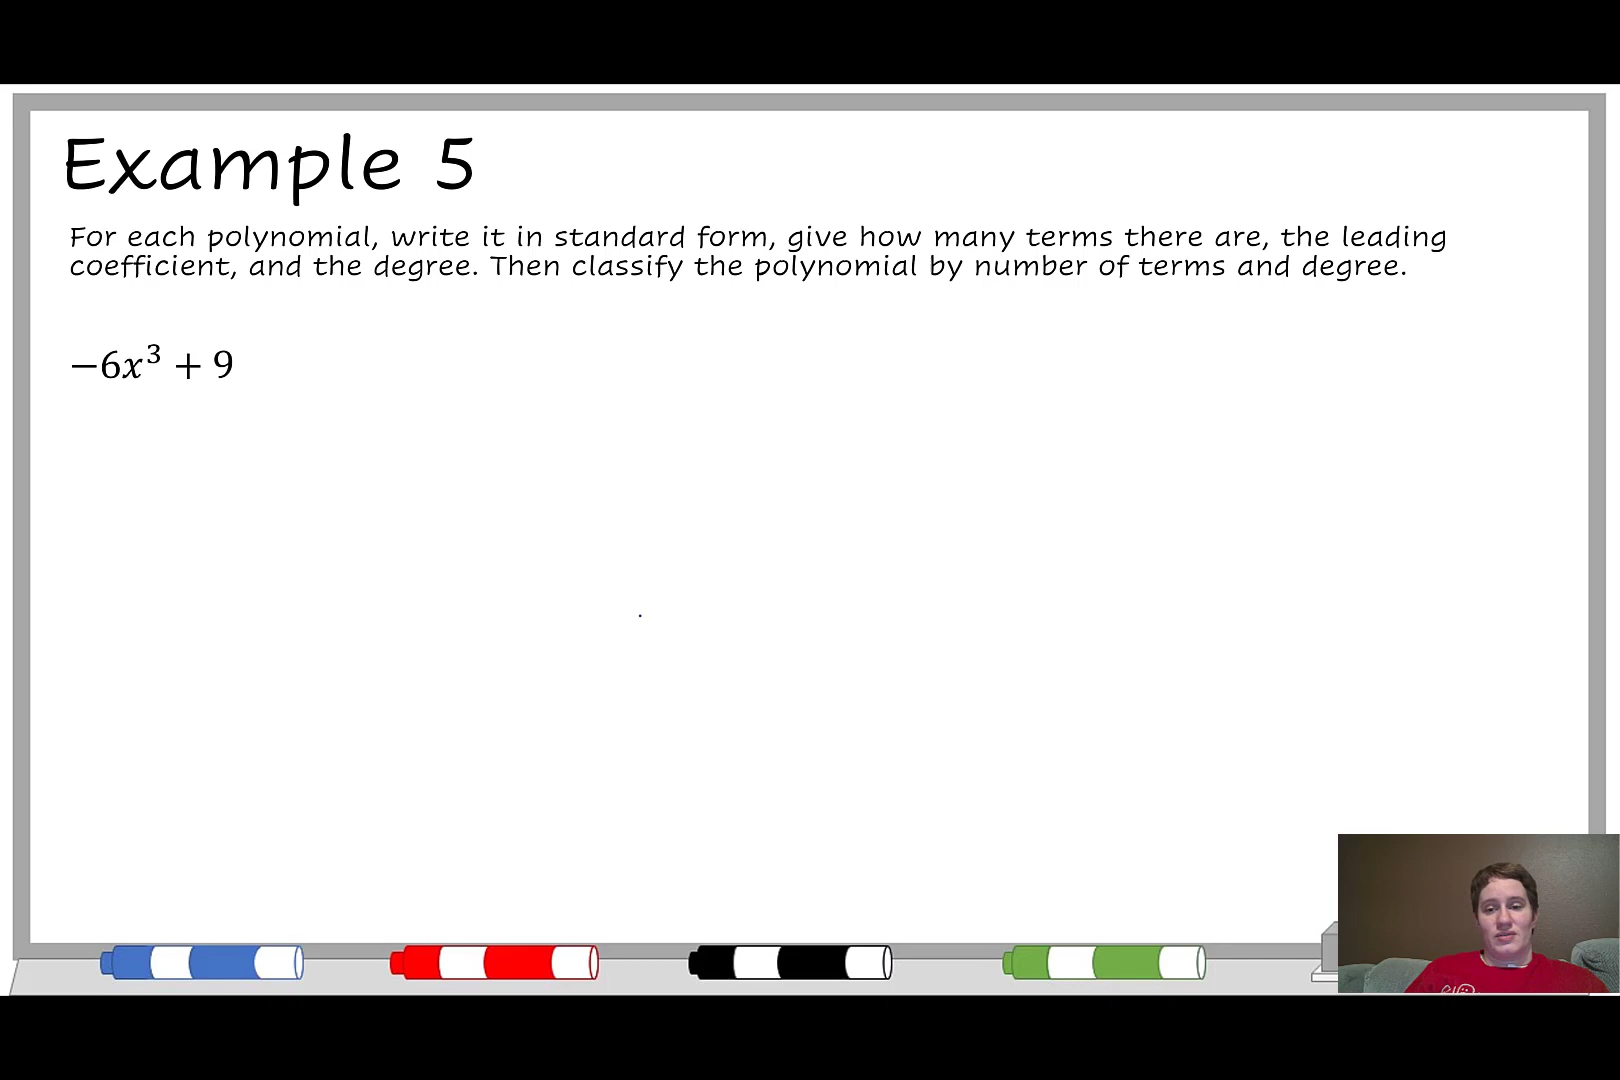 Example 5
For each polynomial, write it in standard form, give how many terms there are, the leading
coefficient, and the degree. Then classify the polynomial by number of terms and degree.
−6x³ + 9